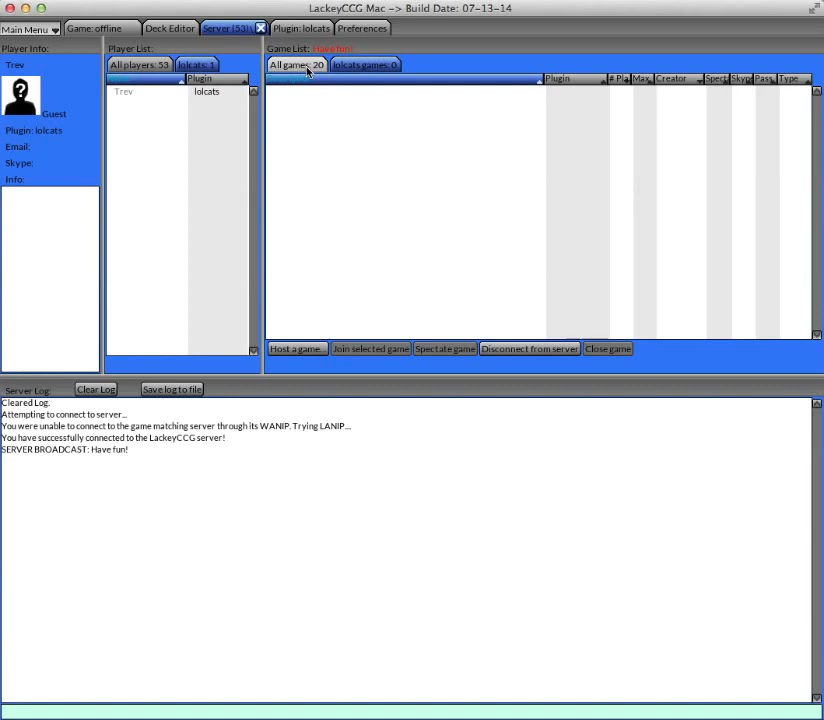 LackeyCCG Mac -> Build Date: 07-13-14
Main Menu
Game: offline
Deck Editor
Server (53)
Plugin: lolcats
Preferences
Player Info:
Player List:
Game List: Have fun!
Trev
All players: 53
lolcats: 1
All games: 20
lolcats games: 0
Plugin
Plugin
# Pla
Max
Creator
Spect
Skyp
Pass
Type
Trev
lolcats
Guest
Plugin: lolcats
Email:
Skype:
Info:
Host a game...
Join selected game
Spectate game
Disconnect from server
Close game
Server Log:
Clear Log
Save log to file
Cleared Log.
Attempting to connect to server...
You were unable to connect to the game matching server through its WANIP. Trying LANIP...
You have successfully connected to the LackeyCCG server!
SERVER BROADCAST: Have fun!